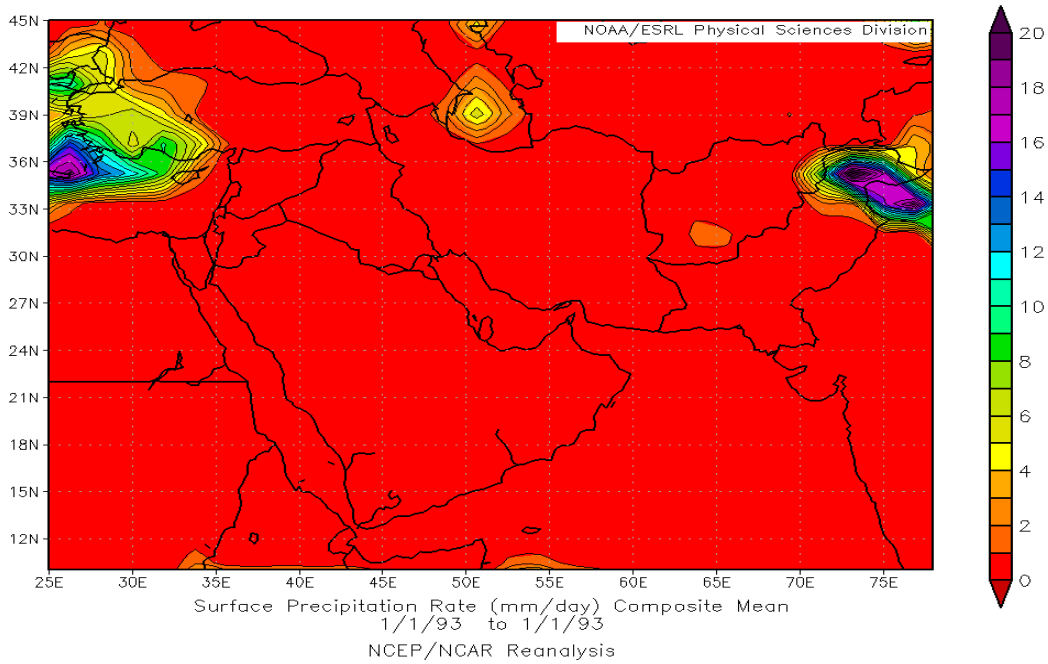 NOAA/ESRL Physical Sciences Division
45N
42N
39N
36N
33N
30N
27N
24N
21N
18N
15N
12N
25E 30E 35E 40E 45E 50E 55E 60E 65E 70E 75E
20
18
16
14
12
10
8
6
4
2
0
Surface Precipitation Rate (mm/day) Composite Mean
1/1/93 to 1/1/93
NCEP/NCAR Reanalysis